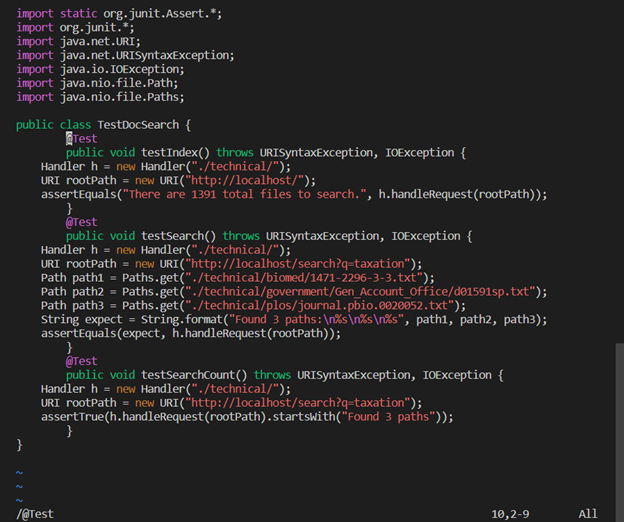 import static org.junit.Assert.*;
import org.junit.*;
import java.net.URI;
import java.net.URISyntaxException;
import java.io.IOException;
import java.nio.file.Path;
import java.nio.file.Paths;

public class TestDocSearch {
        @Test
        public void testIndex() throws URISyntaxException, IOException {
    Handler h = new Handler("./technical/");
    URI rootPath = new URI("http://localhost/");
    assertEquals("There are 1391 total files to search.", h.handleRequest(rootPath));
        }
        @Test
        public void testSearch() throws URISyntaxException, IOException {
    Handler h = new Handler("./technical/");
    URI rootPath = new URI("http://localhost/search?q=taxation");
    Path path1 = Paths.get("./technical/biomed/1471-2296-3-3.txt");
    Path path2 = Paths.get("./technical/government/Gen_Account_Office/d01591sp.txt");
    Path path3 = Paths.get("./technical/plos/journal.pbio.0020052.txt");
    String expect = String.format("Found 3 paths:\n%s\n%s\n%s", path1, path2, path3);
    assertEquals(expect, h.handleRequest(rootPath));
        }
        @Test
        public void testSearchCount() throws URISyntaxException, IOException {
    Handler h = new Handler("./technical/");
    URI rootPath = new URI("http://localhost/search?q=taxation");
    assertTrue(h.handleRequest(rootPath).startsWith("Found 3 paths"));
        }
}

~
~
~
/@Test 10,2-9 All